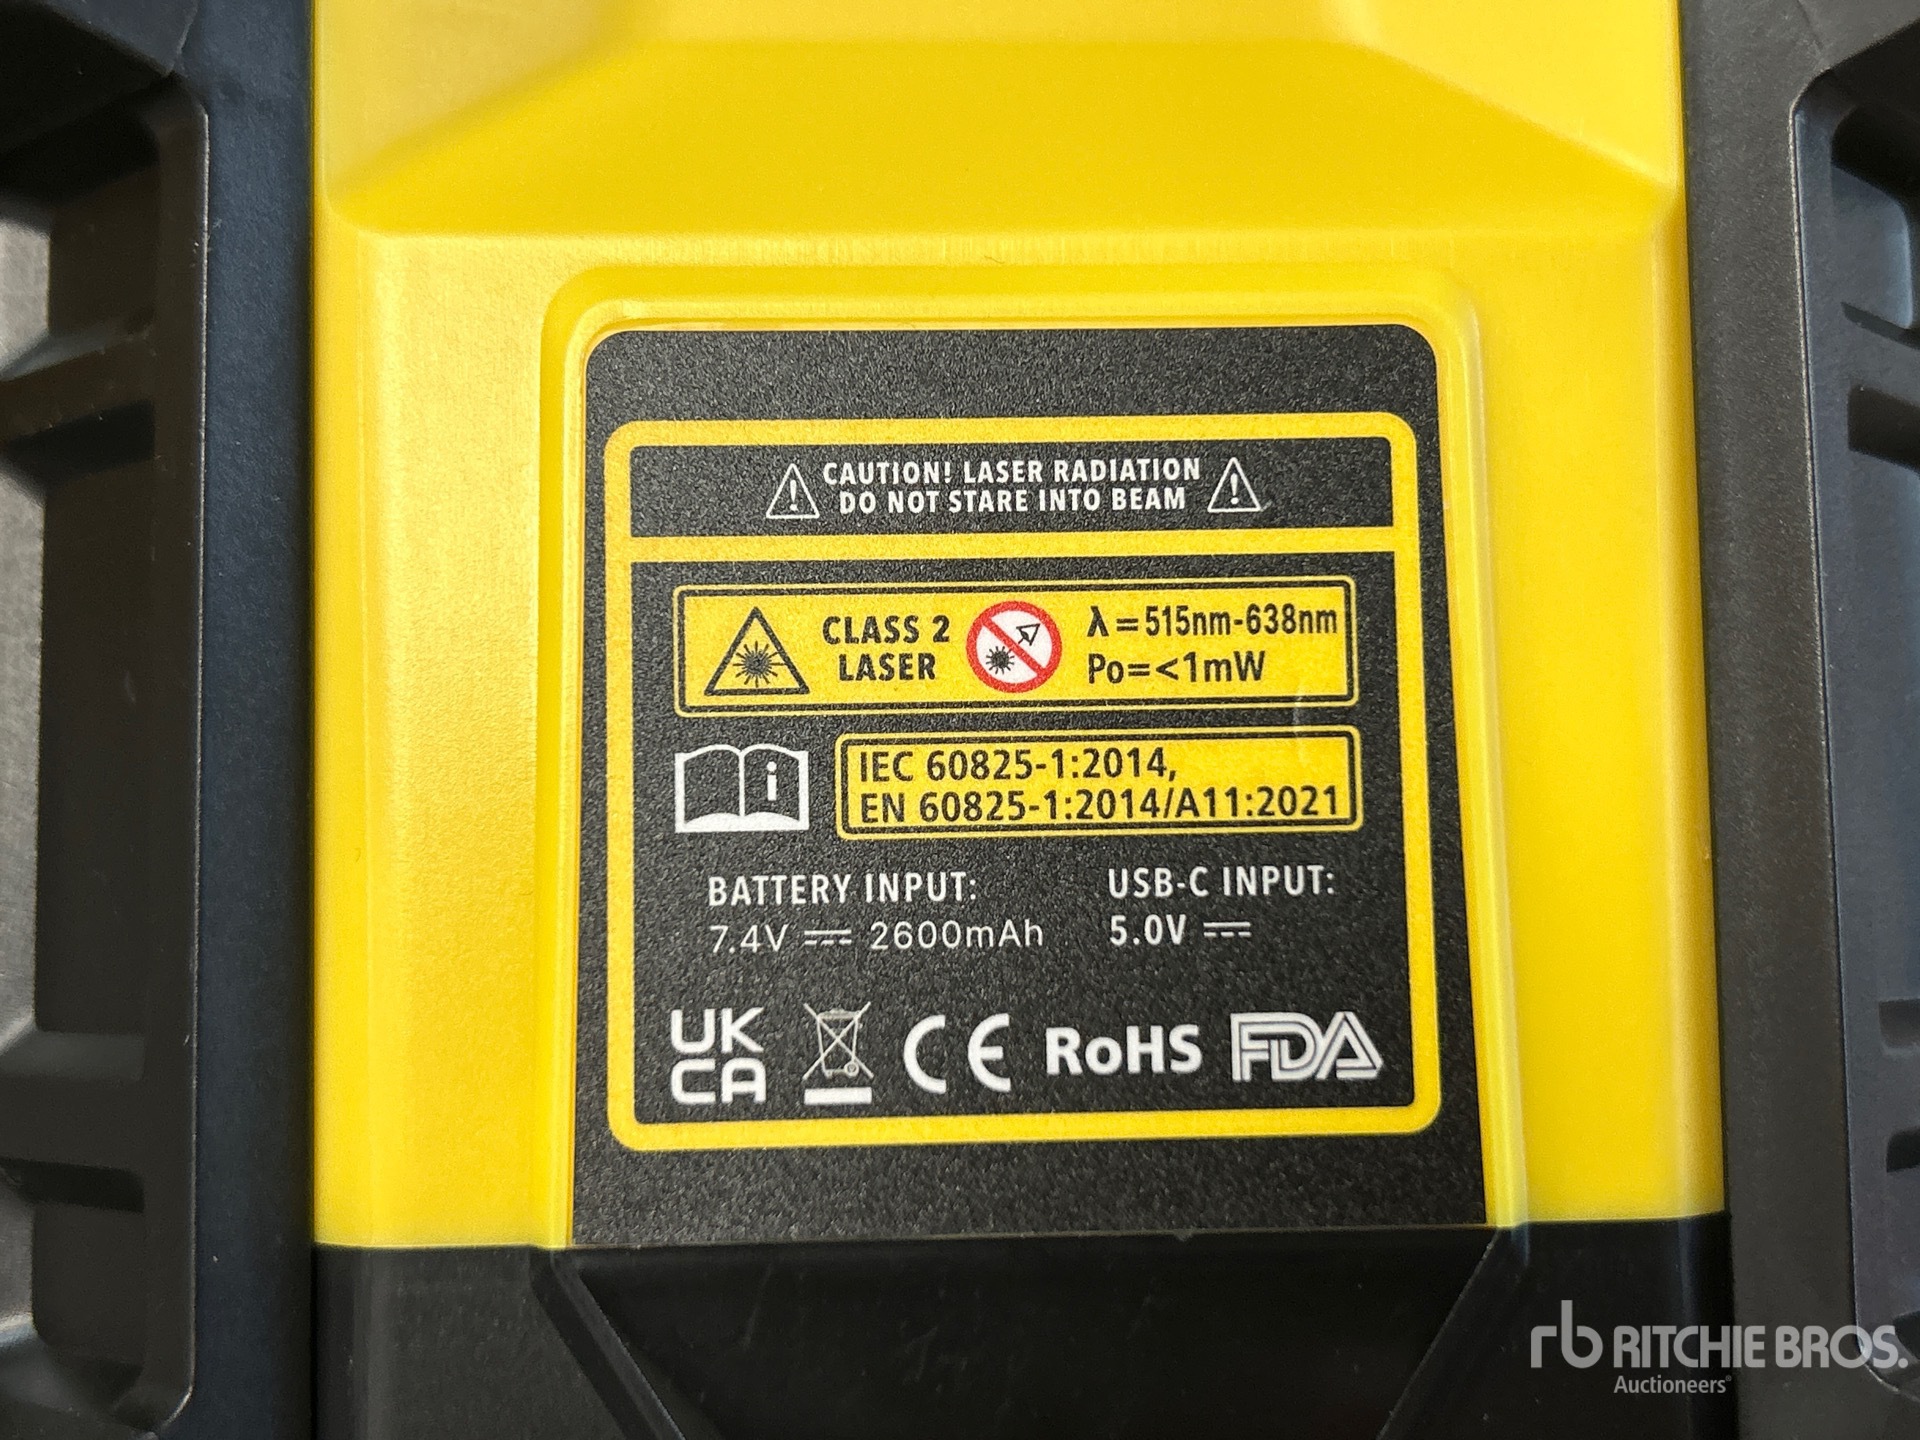 CAUTION! LASER RADIATION
DO NOT STARE INTO BEAM
CLASS 2
LASER
λ=515nm-638nm
Po=<1mW
IEC 60825-1:2014,
EN 60825-1:2014/A11:2021
BATTERY INPUT:
7.4V ⎓ 2600mAh
USB-C INPUT:
5.0V ⎓
UK
CA
CE
RoHS
FDA
rb RITCHIE BROS.
Auctioneers®